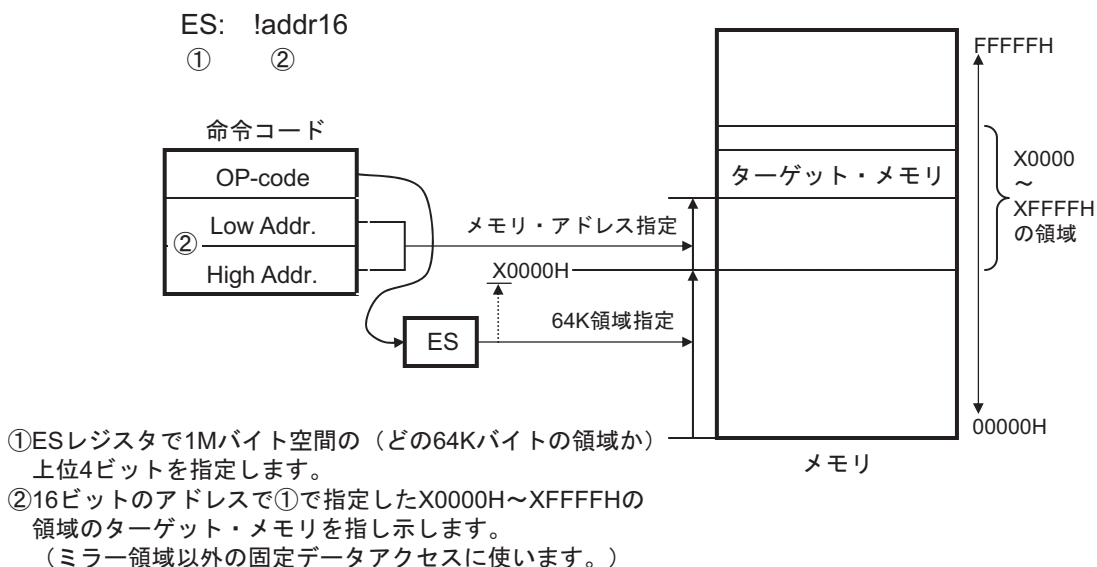 ES: !addr16
① ②
命令コード
OP-code
Low Addr.
②
High Addr.
ES
メモリ・アドレス指定
X0000H
64K領域指定
FFFFFH
ターゲット・メモリ
X0000
～
XFFFFH
の領域
00000H
メモリ
①ESレジスタで1Mバイト空間の（どの64Kバイトの領域か）
上位4ビットを指定します。
②16ビットのアドレスで①で指定したX0000H～XFFFFHの
領域のターゲット・メモリを指し示します。
（ミラー領域以外の固定データアクセスに使います。）